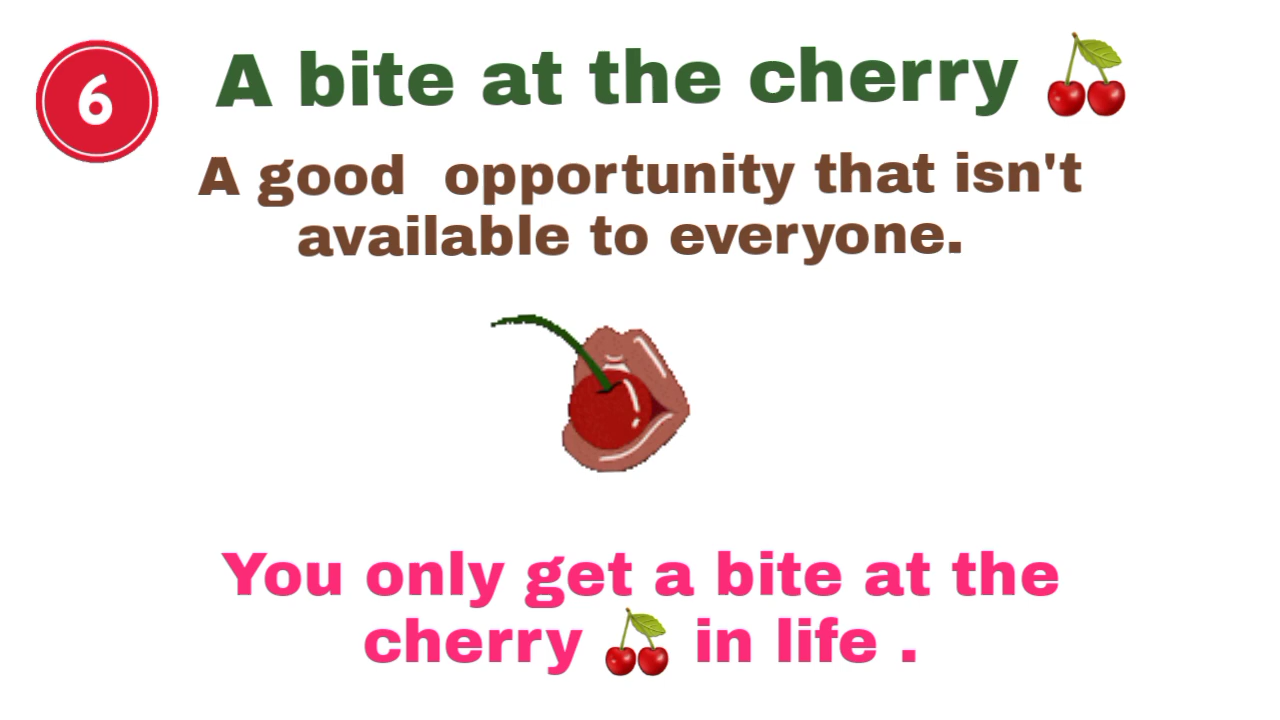 6
A bite at the cherry 🍒
A good opportunity that isn't
available to everyone.
You only get a bite at the
cherry 🍒 in life .